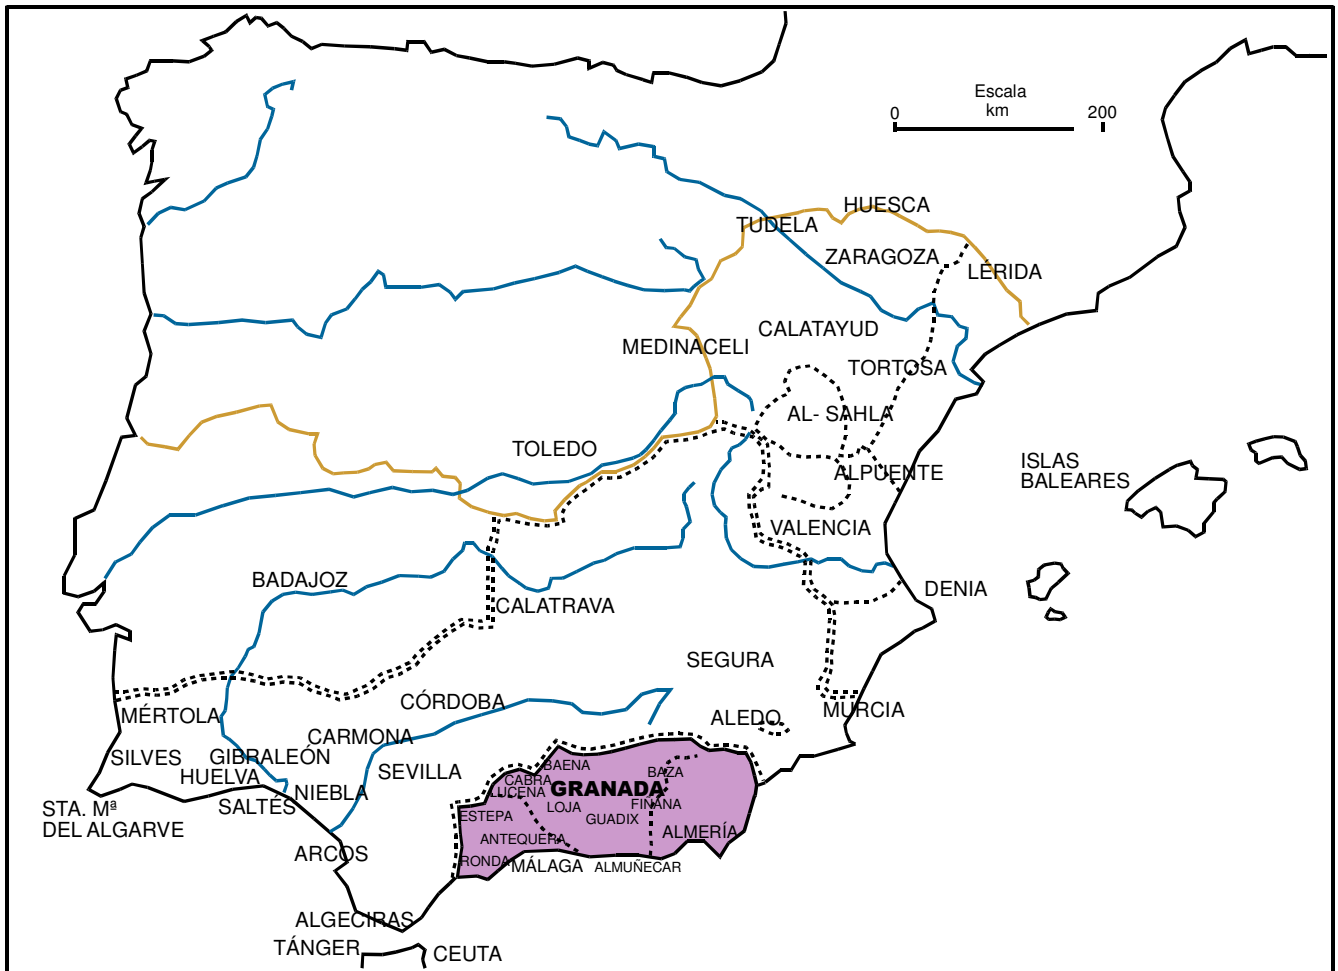 Escala
km
0
200
HUESCA
TUDELA
ZARAGOZA
LÉRIDA
CALATAYUD
MEDINACELI
TORTOSA
AL- SAHLA
TOLEDO
ALPUENTE
ISLAS
BALEARES
VALENCIA
BADAJOZ
DENIA
CALATRAVA
SEGURA
CÓRDOBA
MÉRTOLA
ALEDO
MURCIA
CARMONA
SILVES
GIBRALEÓN
HUELVA
SEVILLA
BAENA
BAZA
CABRA
LUCENA
GRANADA
NIEBLA
SALTÉS
STA. Mª
DEL ALGARVE
LOJA
FIÑANA
ESTEPA
GUADIX
ANTEQUERA
ALMERÍA
ARCOS
RONDA
MÁLAGA
ALMUÑECAR
ALGECIRAS
TÁNGER
CEUTA